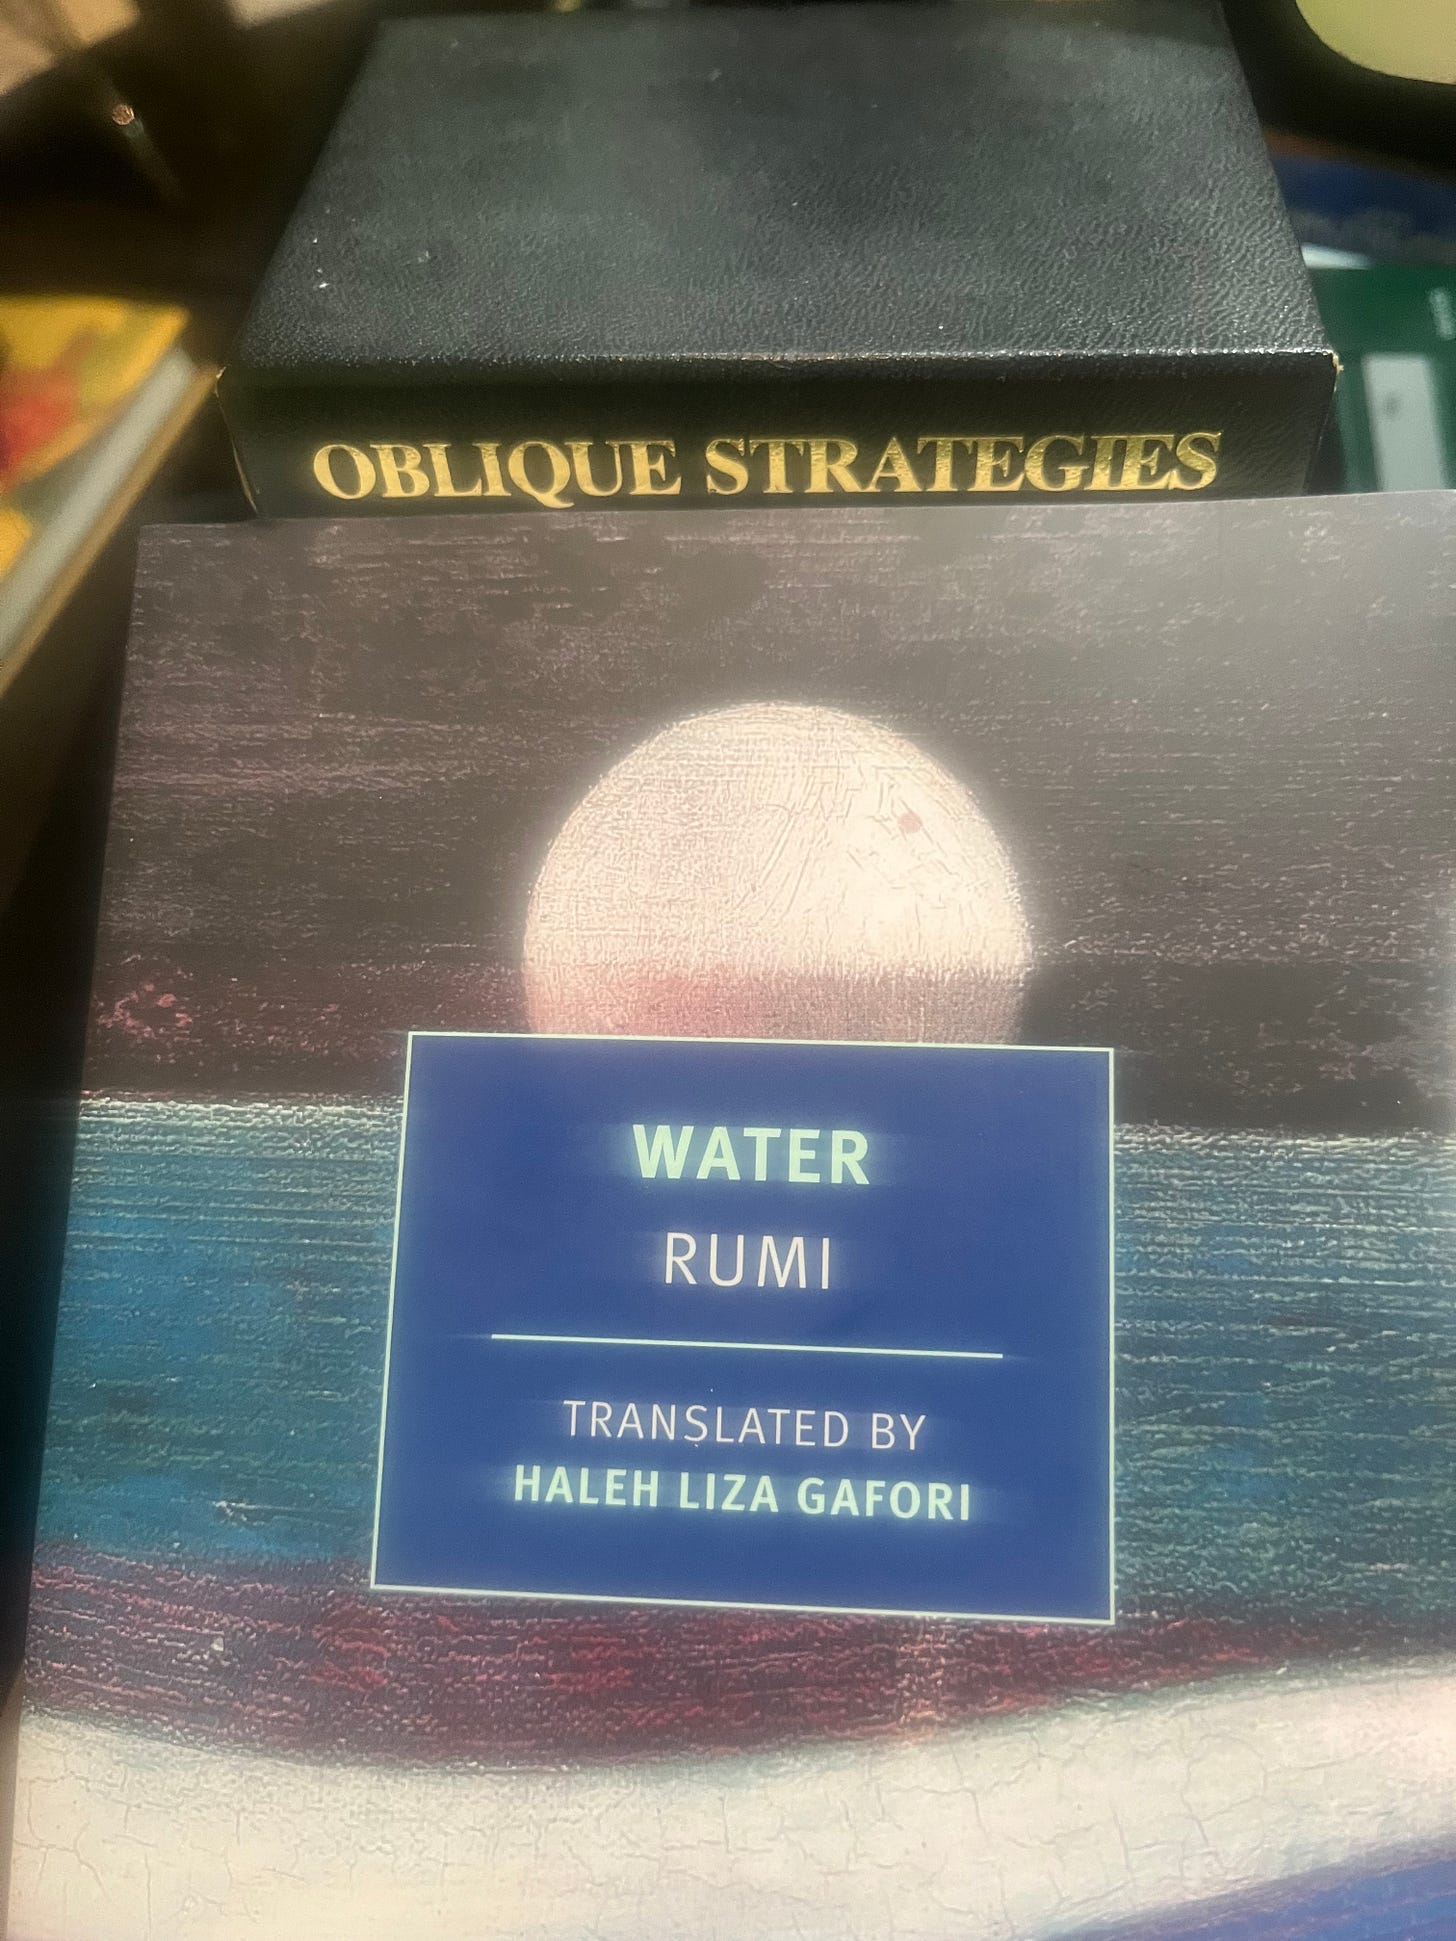 OBLIQUE STRATEGIES
WATER
RUMI
TRANSLATED BY
HALEH LIZA GAFORI